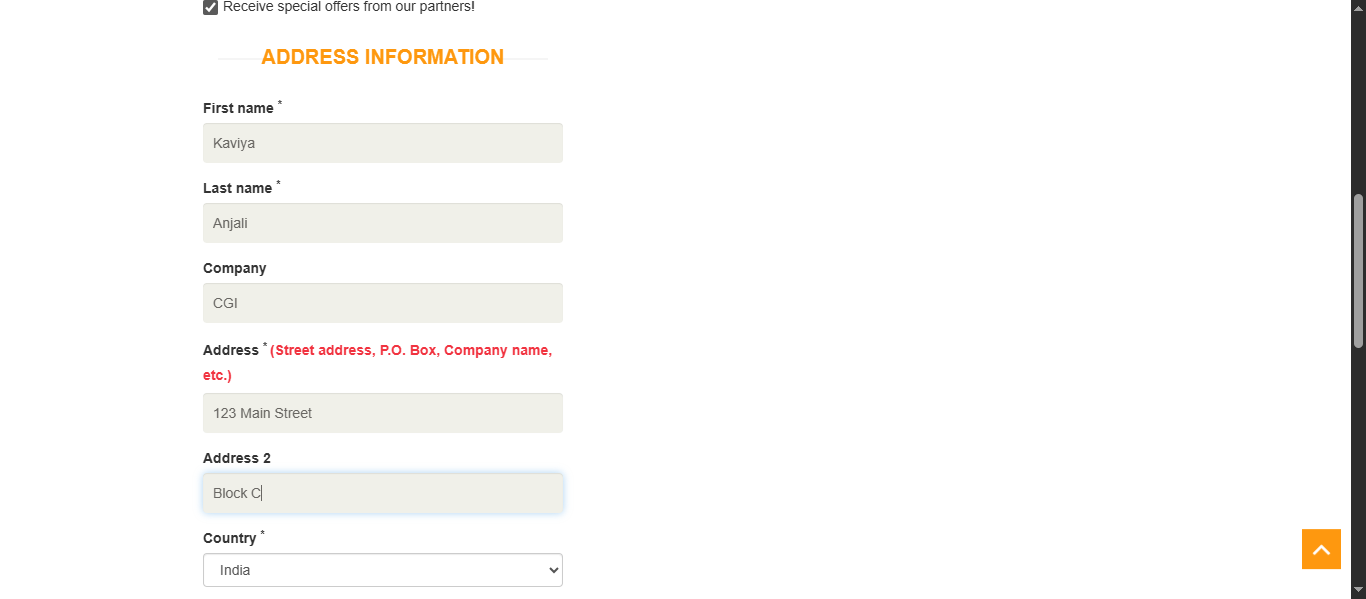 Receive special offers from our partners!
ADDRESS INFORMATION
First name *
Kaviya
Last name *
Anjali
Company
CGI
Address * (Street address, P.O. Box, Company name,
etc.)
123 Main Street
Address 2
Block C
Country *
India